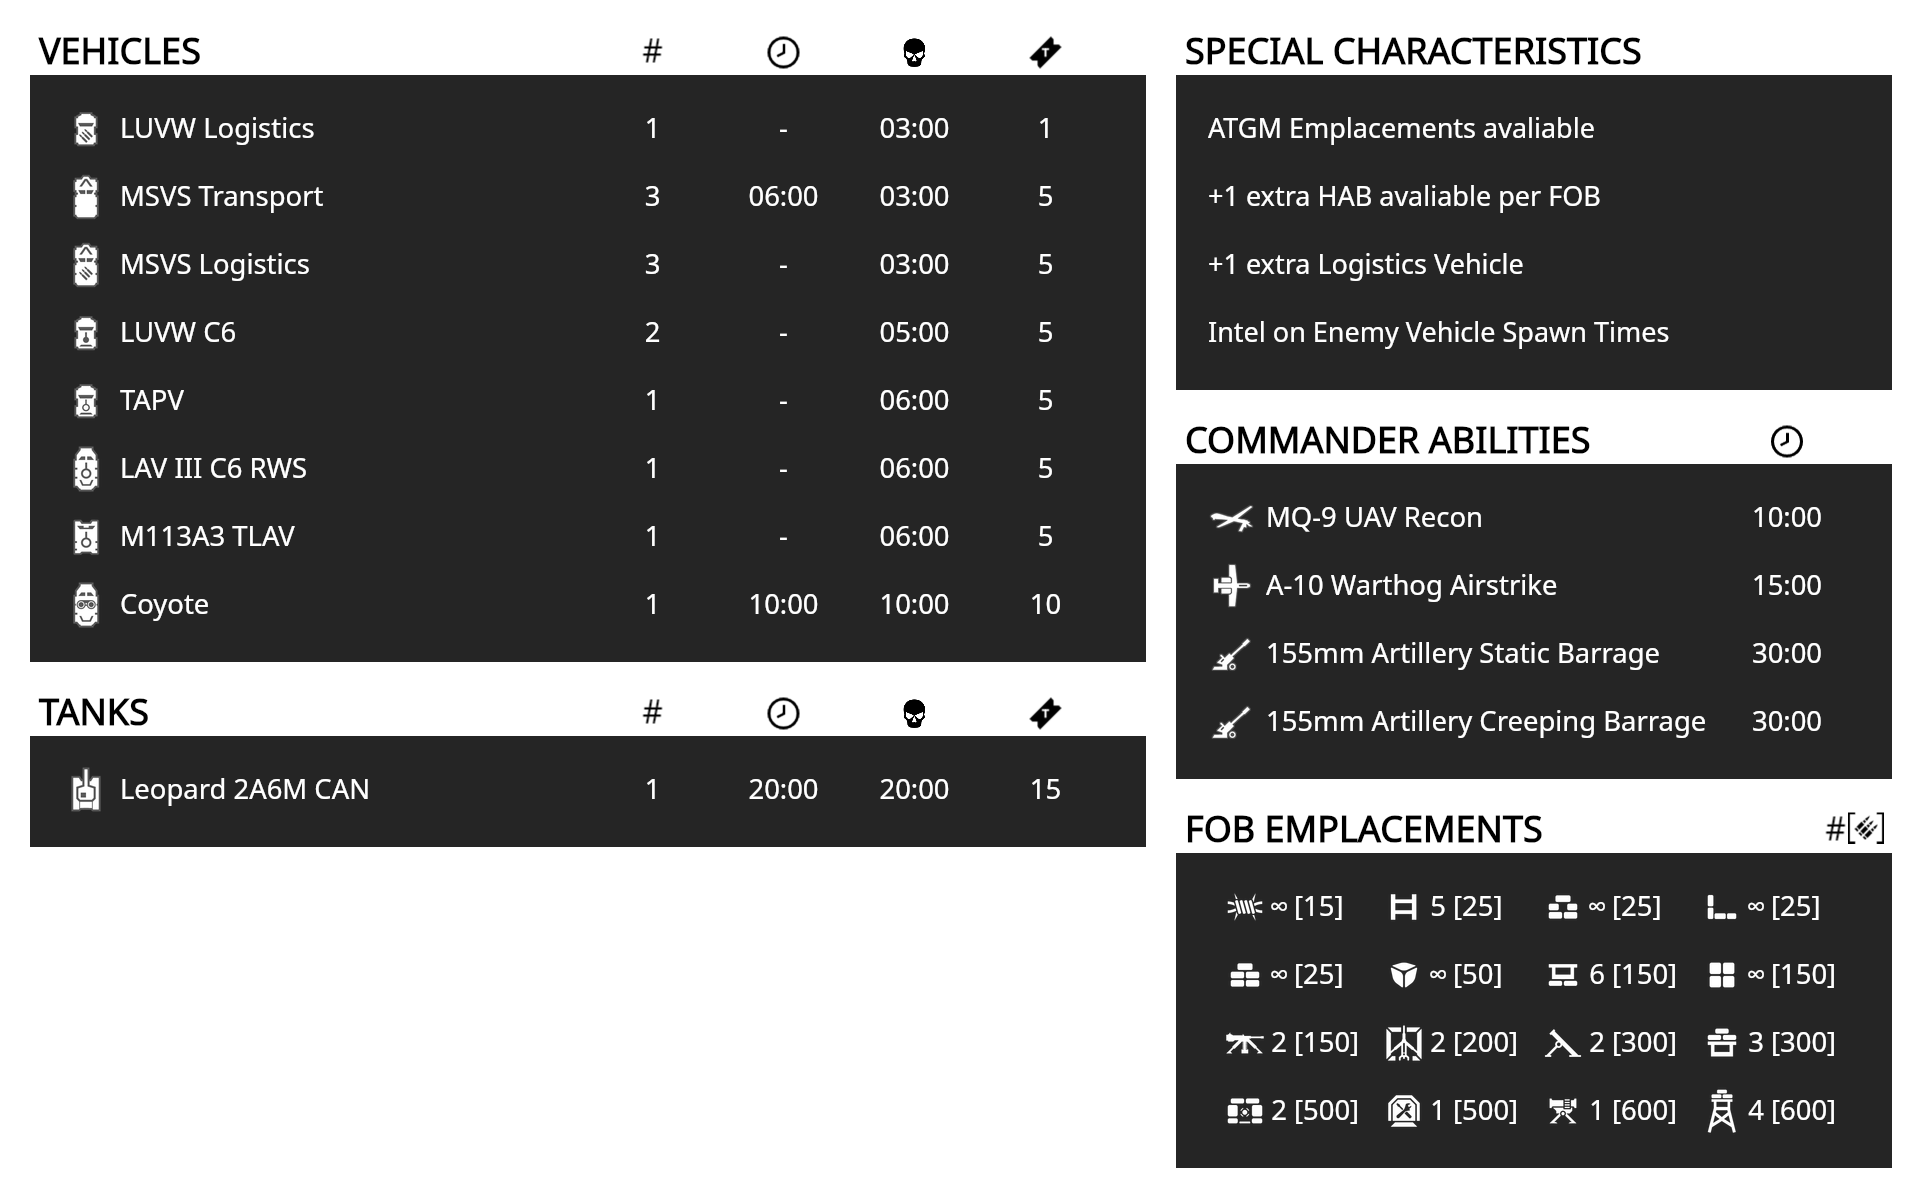 VEHICLES #
LUVW Logistics 1 - 03:00 1
MSVS Transport 3 06:00 03:00 5
MSVS Logistics 3 - 03:00 5
LUVW C6 2 - 05:00 5
TAPV 1 - 06:00 5
LAV III C6 RWS 1 - 06:00 5
M113A3 TLAV 1 - 06:00 5
Coyote 1 10:00 10:00 10
TANKS #
Leopard 2A6M CAN 1 20:00 20:00 15
SPECIAL CHARACTERISTICS
ATGM Emplacements avaliable
+1 extra HAB avaliable per FOB
+1 extra Logistics Vehicle
Intel on Enemy Vehicle Spawn Times
COMMANDER ABILITIES
MQ-9 UAV Recon 10:00
A-10 Warthog Airstrike 15:00
155mm Artillery Static Barrage 30:00
155mm Artillery Creeping Barrage 30:00
FOB EMPLACEMENTS #[]
∞ [15] 5 [25] ∞ [25] ∞ [25]
∞ [25] ∞ [50] 6 [150] ∞ [150]
2 [150] 2 [200] 2 [300] 3 [300]
2 [500] 1 [500] 1 [600] 4 [600]